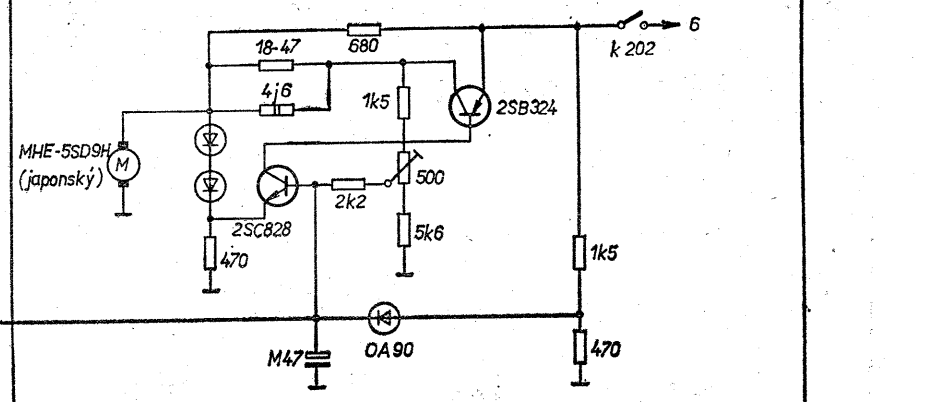 680
6
k 202
18-47
4j6
1k5
2SB324
MHE-5SD9H
(japonský)
M
500
2k2
2SC828
5k6
470
1k5
M47
OA90
470